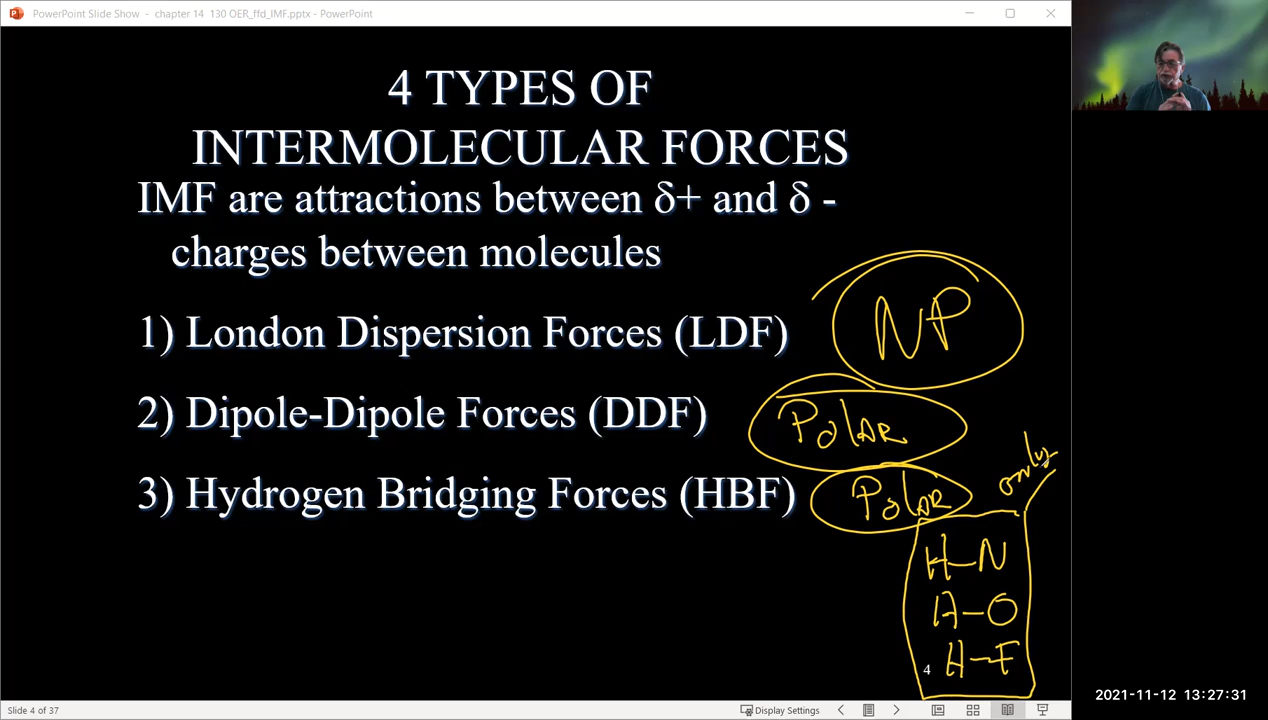 PowerPoint Slide Show - chapter 14 130 OER_ffd_IMF.pptx - PowerPoint
4 TYPES OF
INTERMOLECULAR FORCES
IMF are attractions between δ+ and δ -
charges between molecules
1) London Dispersion Forces (LDF)
NP
2) Dipole-Dipole Forces (DDF)
Polar
3) Hydrogen Bridging Forces (HBF)
Polar
only
H-N
H-O
H-F
4
Slide 4 of 37
Display Settings
2021-11-12 13:27:31